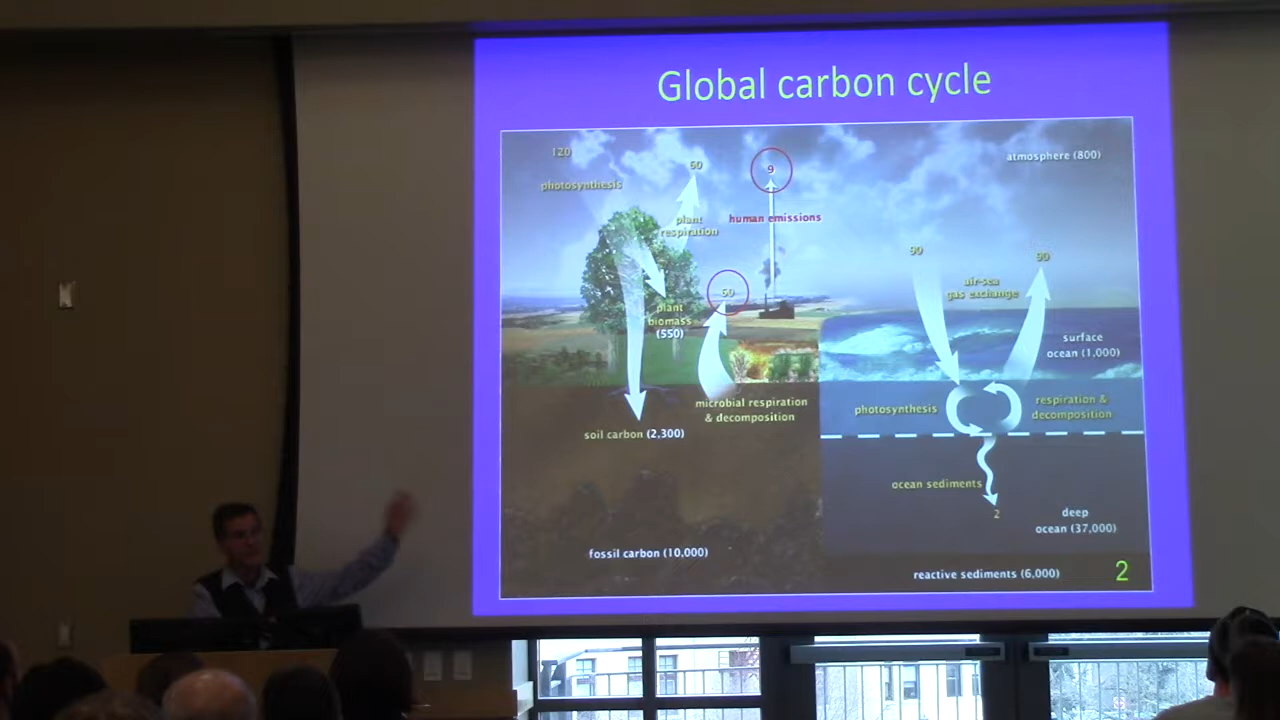 Global carbon cycle
120
60
9
atmosphere (800)
photosynthesis
plant
respiration
human emissions
90
90
air-sea
gas exchange
60
plant
biomass
(550)
surface
ocean (1,000)
microbial respiration
& decomposition
photosynthesis
respiration &
decomposition
soil carbon (2,300)
ocean sediments
2
deep
ocean (37,000)
fossil carbon (10,000)
reactive sediments (6,000)
2